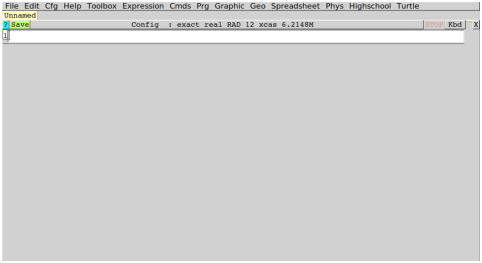 File Edit Cfg Help Toolbox Expression Cmds Prg Graphic Geo Spreadsheet Phys Highschool Turtle
Unnamed
? Save Config : exact real RAD 12 xcas 6.2148M STOP Kbd X
1